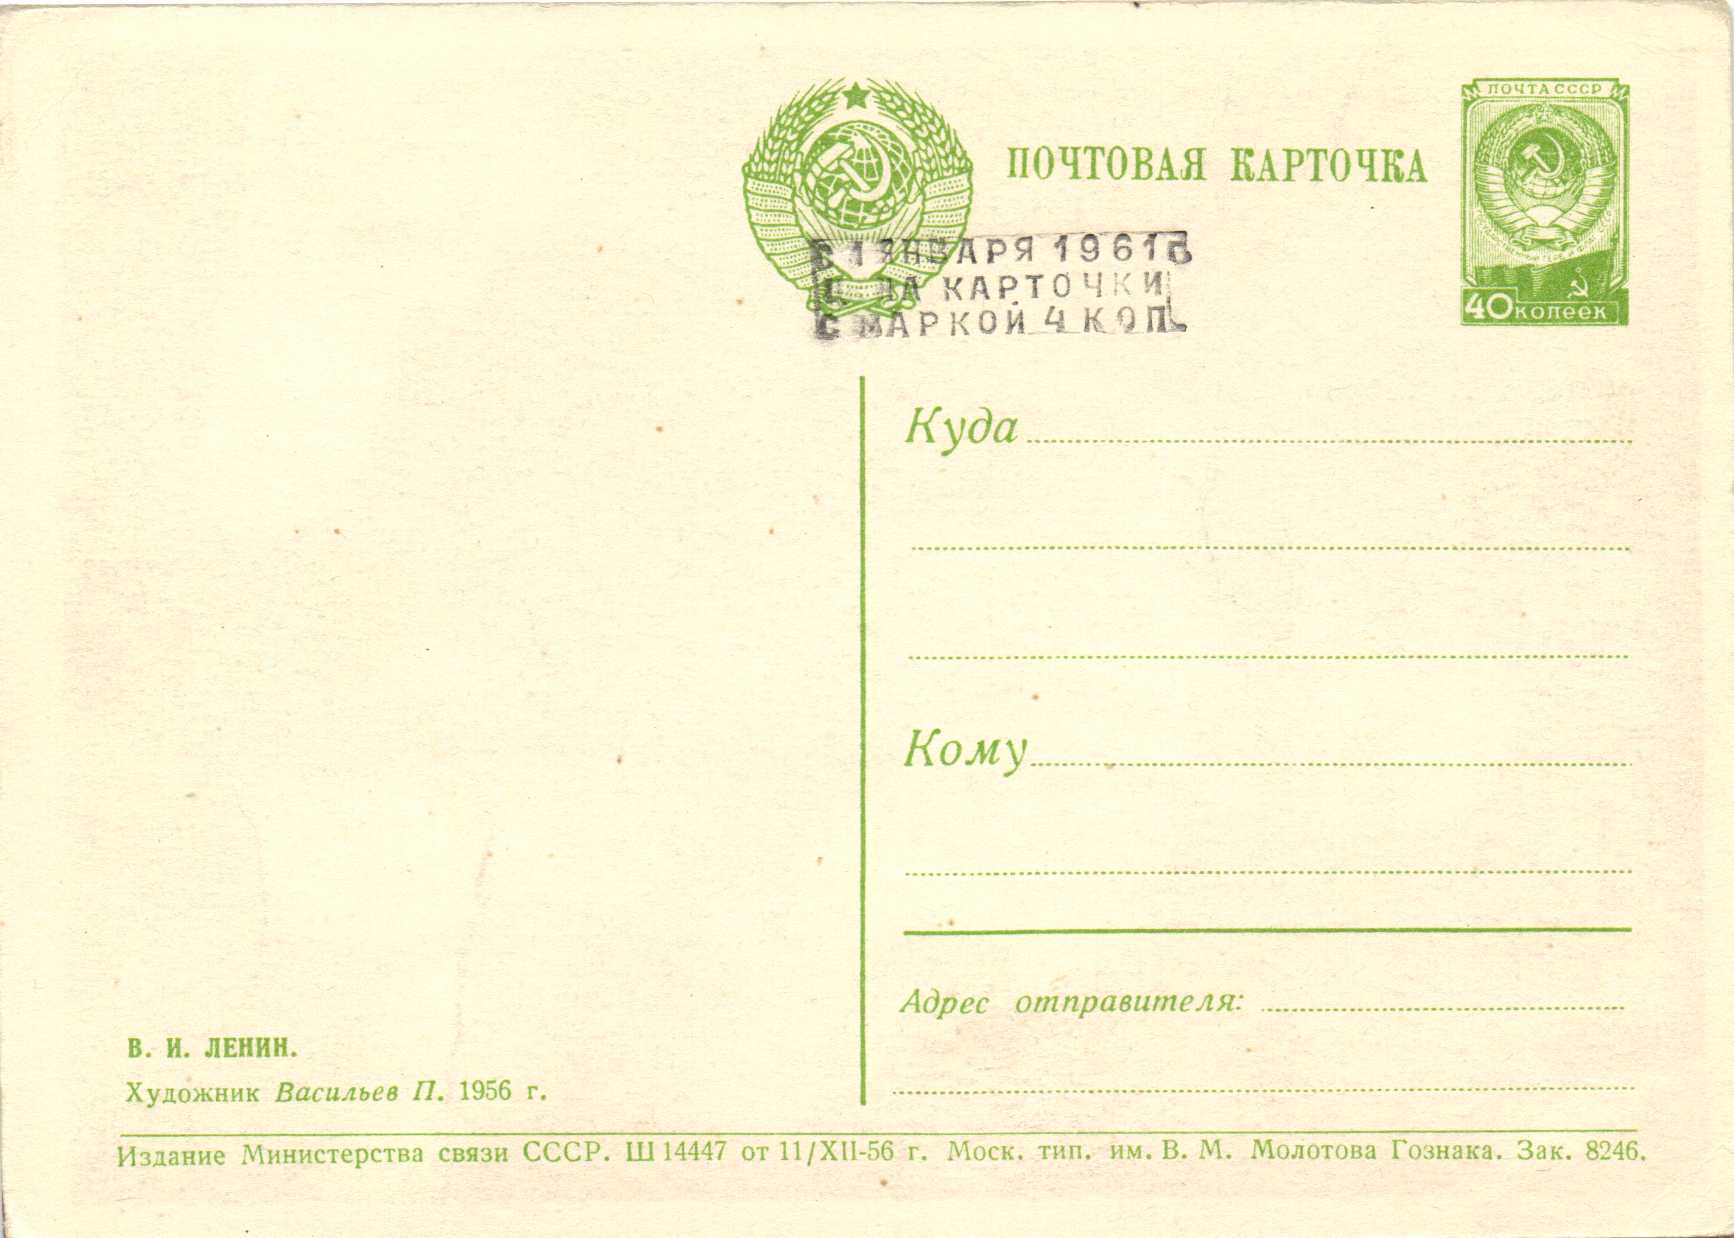 ПОЧТА СССР
ПОЧТОВАЯ КАРТОЧКА
40 копеек
С 1 ЯНВАРЯ 1961 Г.
ЦЕНА КАРТОЧКИ
С МАРКОЙ 4 КОП.
Куда
Кому
Адрес отправителя:
В. И. ЛЕНИН.
Художник Васильев П. 1956 г.
Издание Министерства связи СССР. Ш 14447 от 11/XII-56 г. Моск. тип. им. В. М. Молотова Гознака. Зак. 8246.